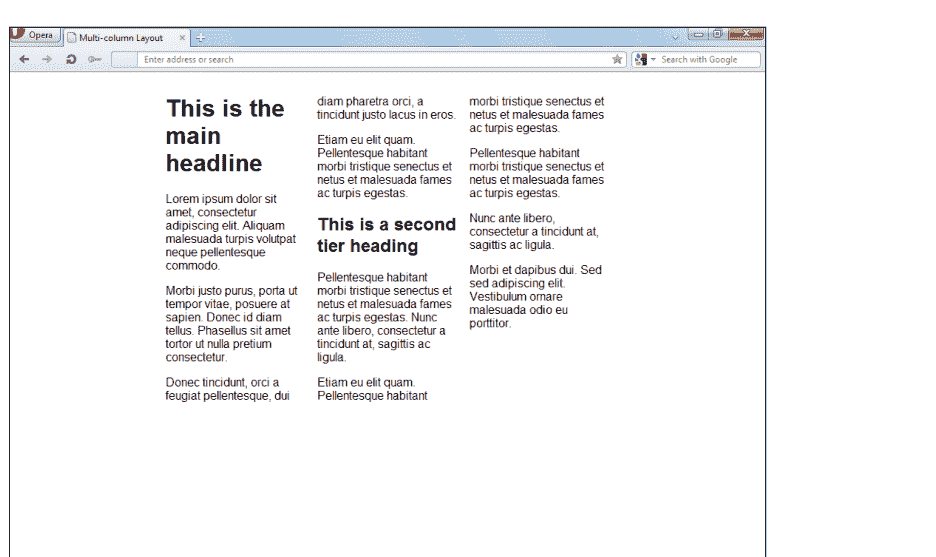 Opera
Multi-column Layout
Enter address or search
Search with Google
This is the
main
headline
Lorem ipsum dolor sit
amet, consectetur
adipiscing elit. Aliquam
malesuada turpis volutpat
neque pellentesque
commodo.
Morbi justo purus, porta ut
tempor vitae, posuere at
sapien. Donec id diam
tellus. Phasellus sit amet
tortor ut nulla pretium
consectetur.
Donec tincidunt, orci a
feugiat pellentesque, dui
diam pharetra orci, a
tincidunt justo lacus in eros.
Etiam eu elit quam.
Pellentesque habitant
morbi tristique senectus et
netus et malesuada fames
ac turpis egestas.
This is a second
tier heading
Pellentesque habitant
morbi tristique senectus et
netus et malesuada fames
ac turpis egestas. Nunc
ante libero, consectetur a
tincidunt at, sagittis ac
ligula.
Etiam eu elit quam.
Pellentesque habitant
morbi tristique senectus et
netus et malesuada fames
ac turpis egestas.
Pellentesque habitant
morbi tristique senectus et
netus et malesuada fames
ac turpis egestas.
Nunc ante libero,
consectetur a tincidunt at,
sagittis ac ligula.
Morbi et dapibus dui. Sed
sed adipiscing elit.
Vestibulum ornare
malesuada odio eu
porttitor.